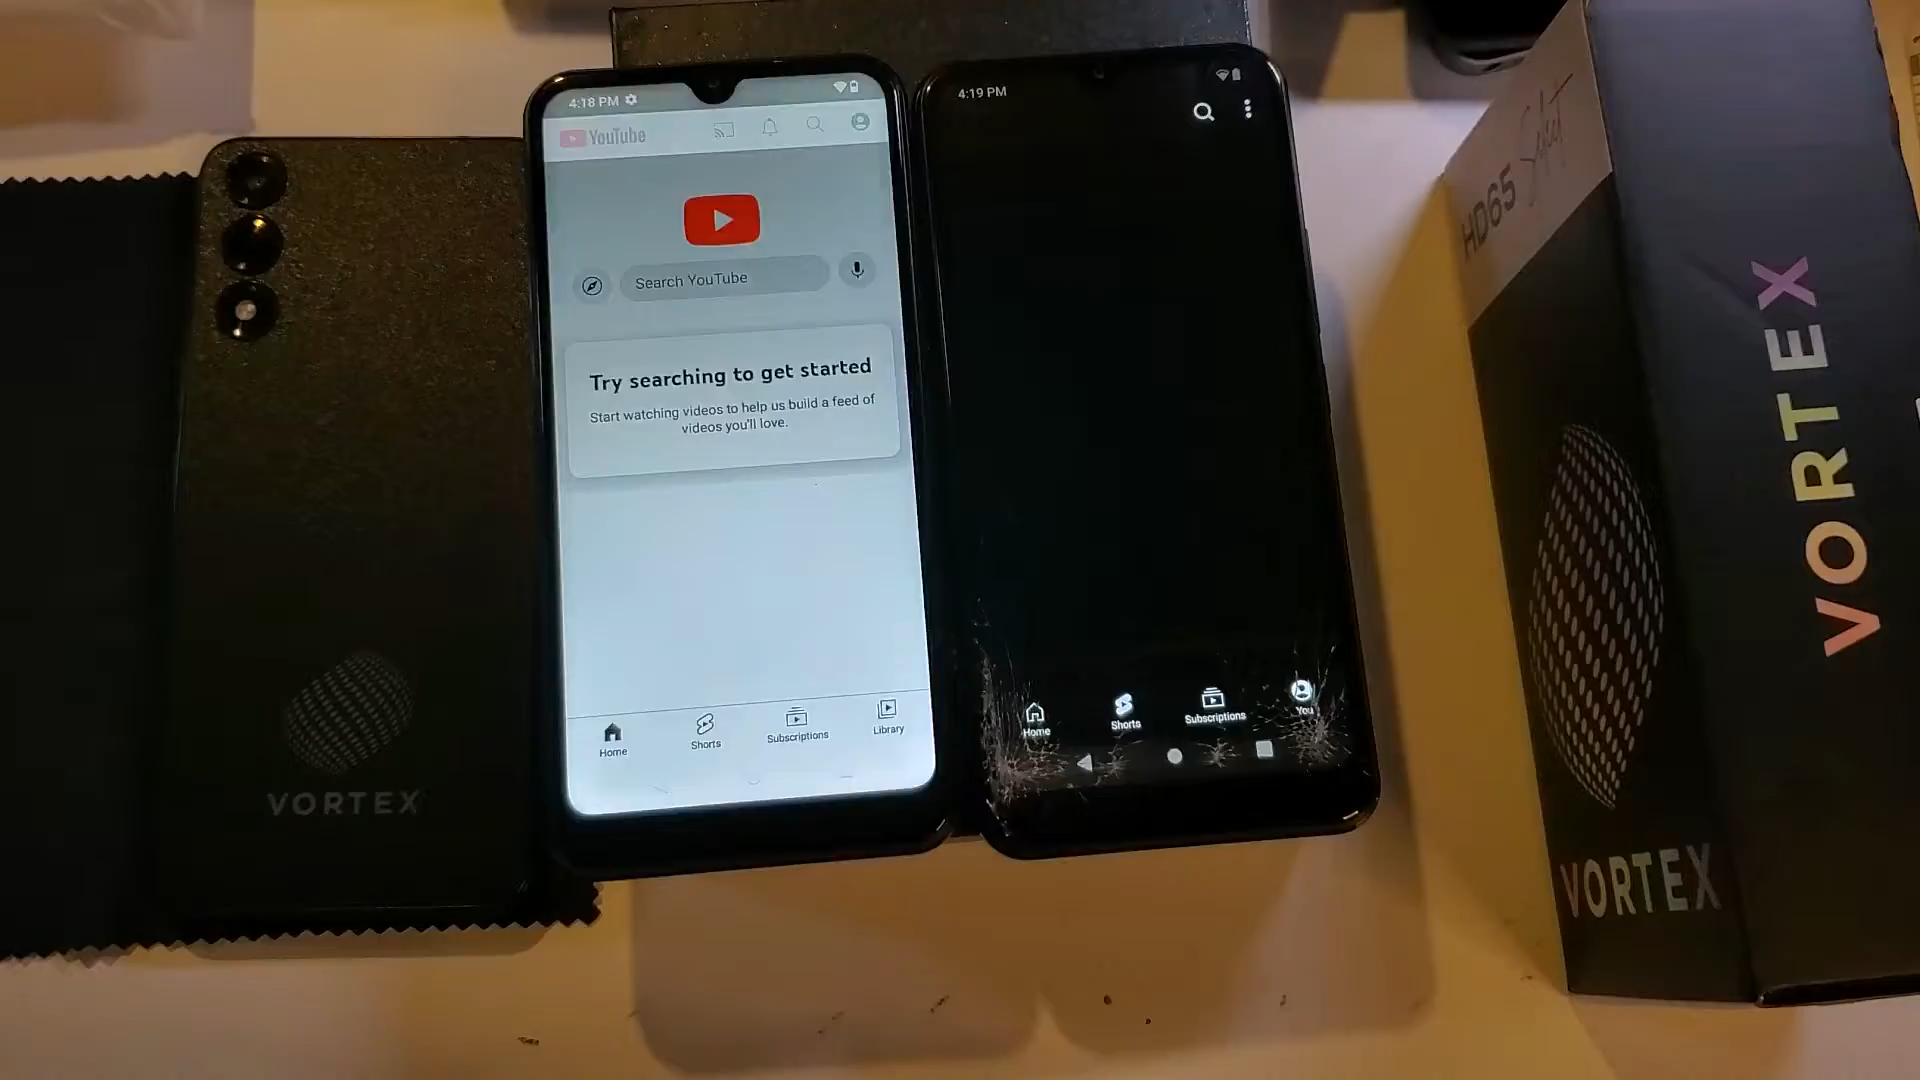 VORTEX
4:18 PM
YouTube
Search YouTube
Try searching to get started
Start watching videos to help us build a feed of
videos you'll love.
Home
Shorts
Subscriptions
Library
4:19 PM
Home
Shorts
Subscriptions
You
HD65 Select
VORTEX
VORTEX